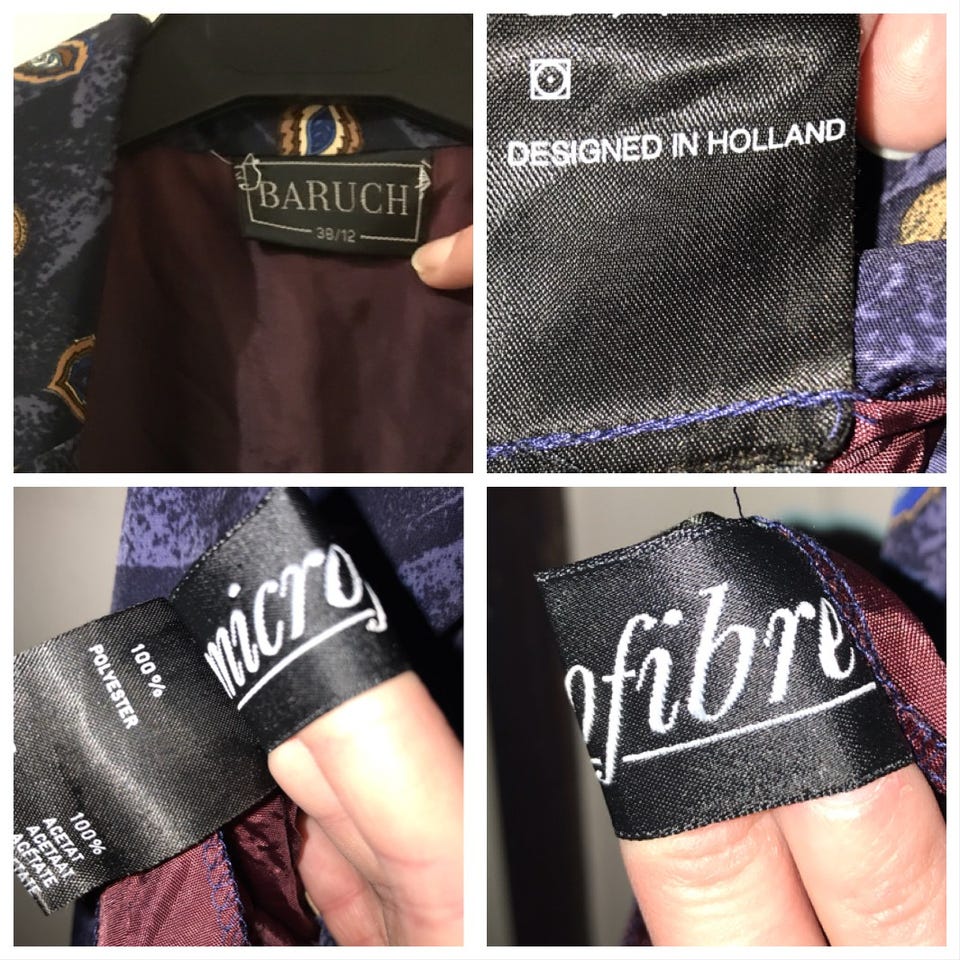 BARUCH
38/12
DESIGNED IN HOLLAND
micro
100%
POLYESTER
100%
ACETAT
ACETAAT
ACETATE
fibre